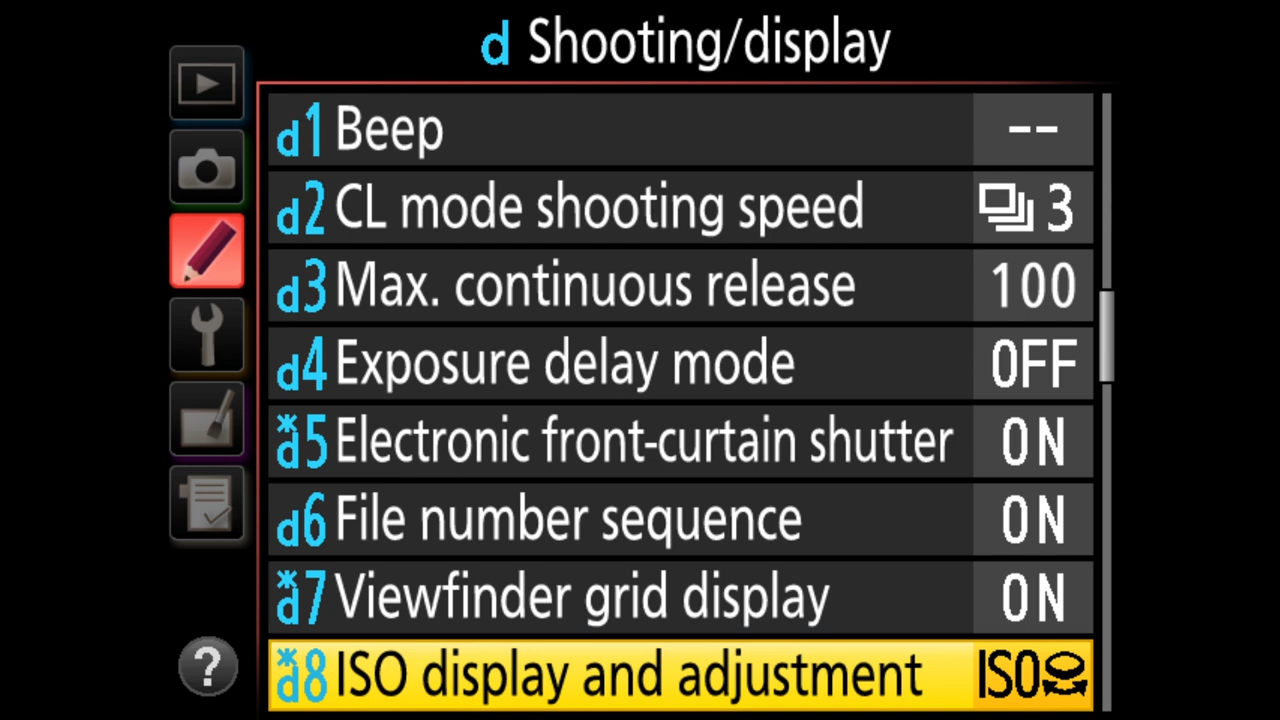 d Shooting/display
d1 Beep --
d2 CL mode shooting speed 3
d3 Max. continuous release 100
d4 Exposure delay mode OFF
*d5 Electronic front-curtain shutter ON
d6 File number sequence ON
*d7 Viewfinder grid display ON
? *d8 ISO display and adjustment ISO